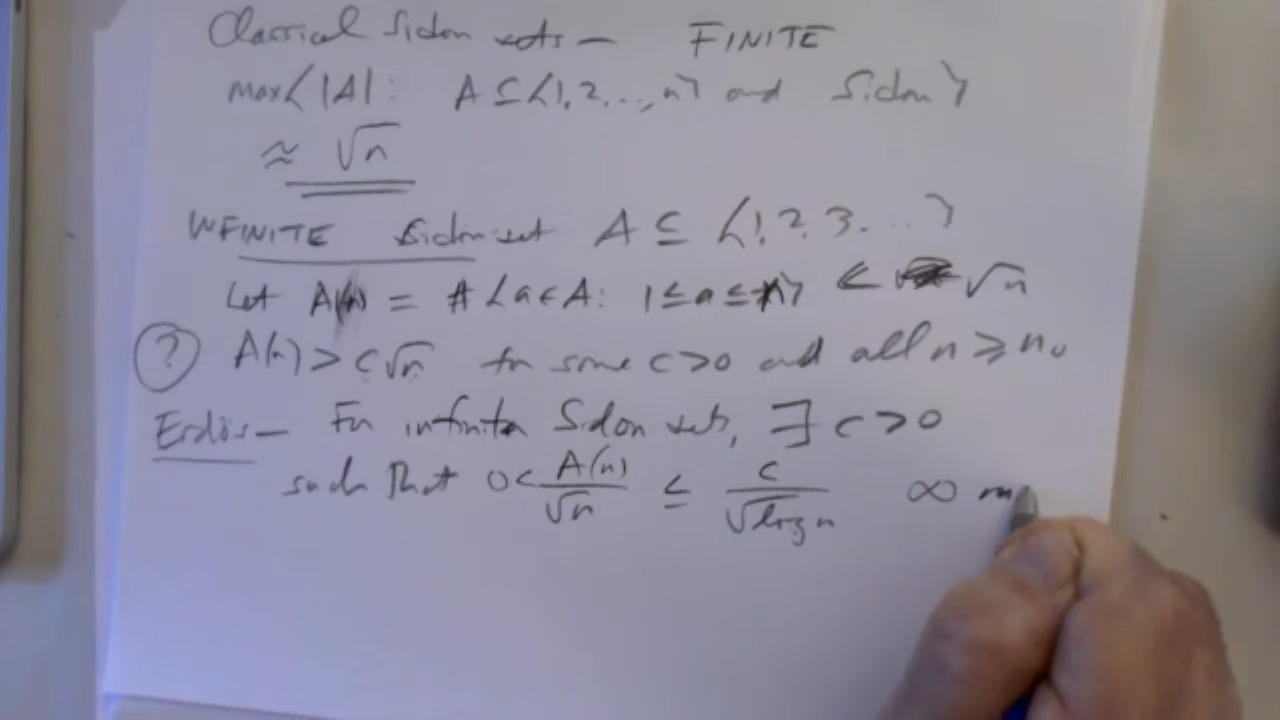 Classical Sidon sets — FINITE
max{|A| : A ⊆ {1,2,...,n} and Sidon}
≈ √n
INFINITE Sidon set A ⊆ {1,2,3,...}
Let A(n) = #{a∈A: 1≤a≤n} < √n
? A(n) > c√n for some c>0 and all n ≥ n₀
Erdös — For infinite Sidon sets, ∃ c>0
such that 0 < A(n)/√n ≤ c/√log n ∞